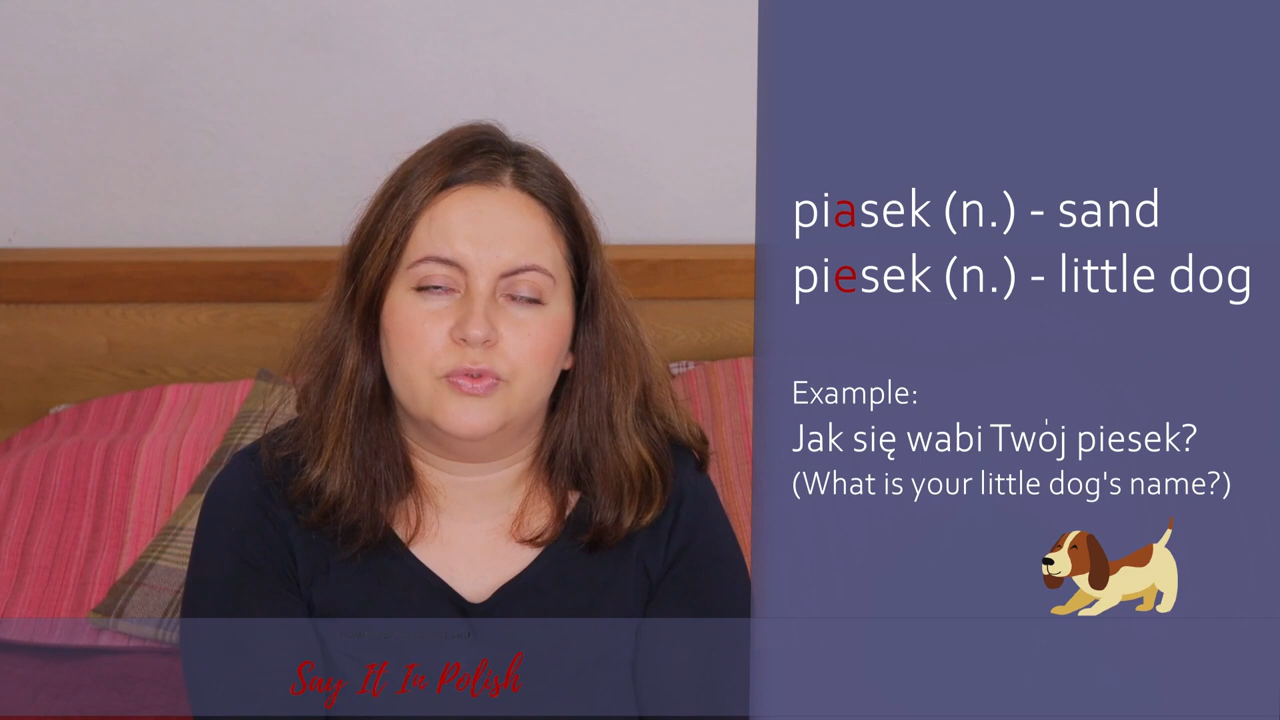 piasek (n.) - sand
piesek (n.) - little dog
Example:
Jak się wabi Twój piesek?
(What is your little dog's name?)
Say It In Polish